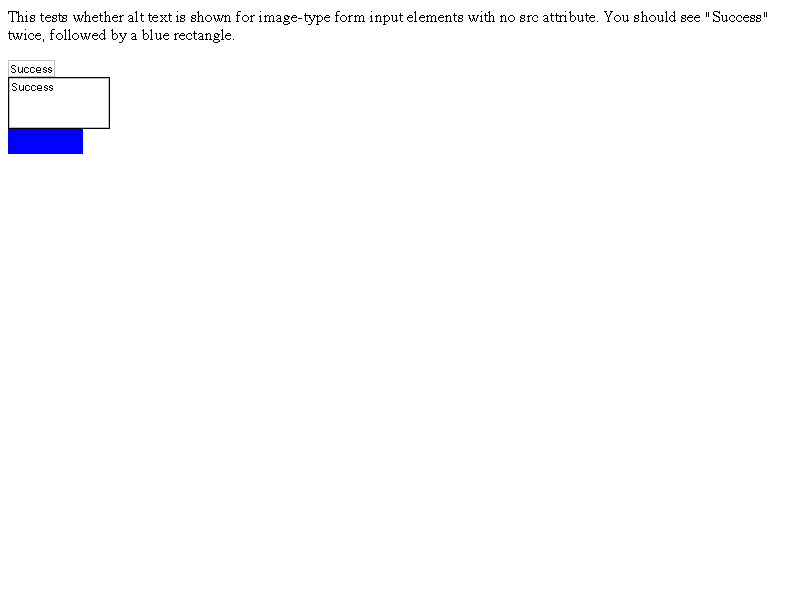 This tests whether alt text is shown for image-type form input elements with no src attribute. You should see "Success"
twice, followed by a blue rectangle.
Success
Success